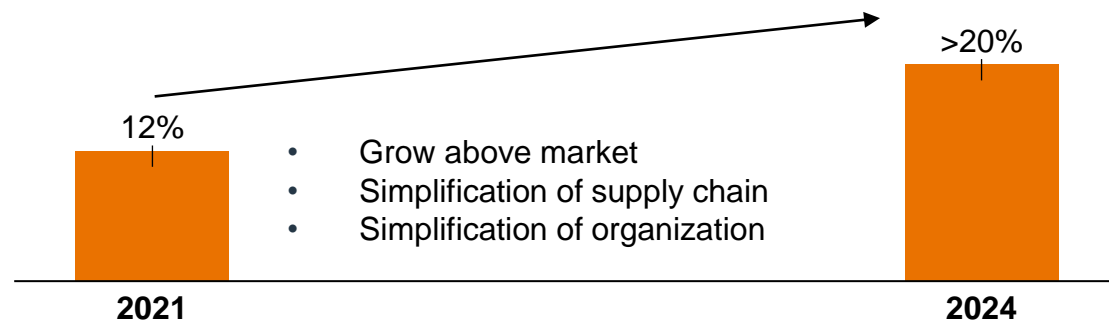 >20%
12%
• Grow above market
• Simplification of supply chain
• Simplification of organization
2021
2024